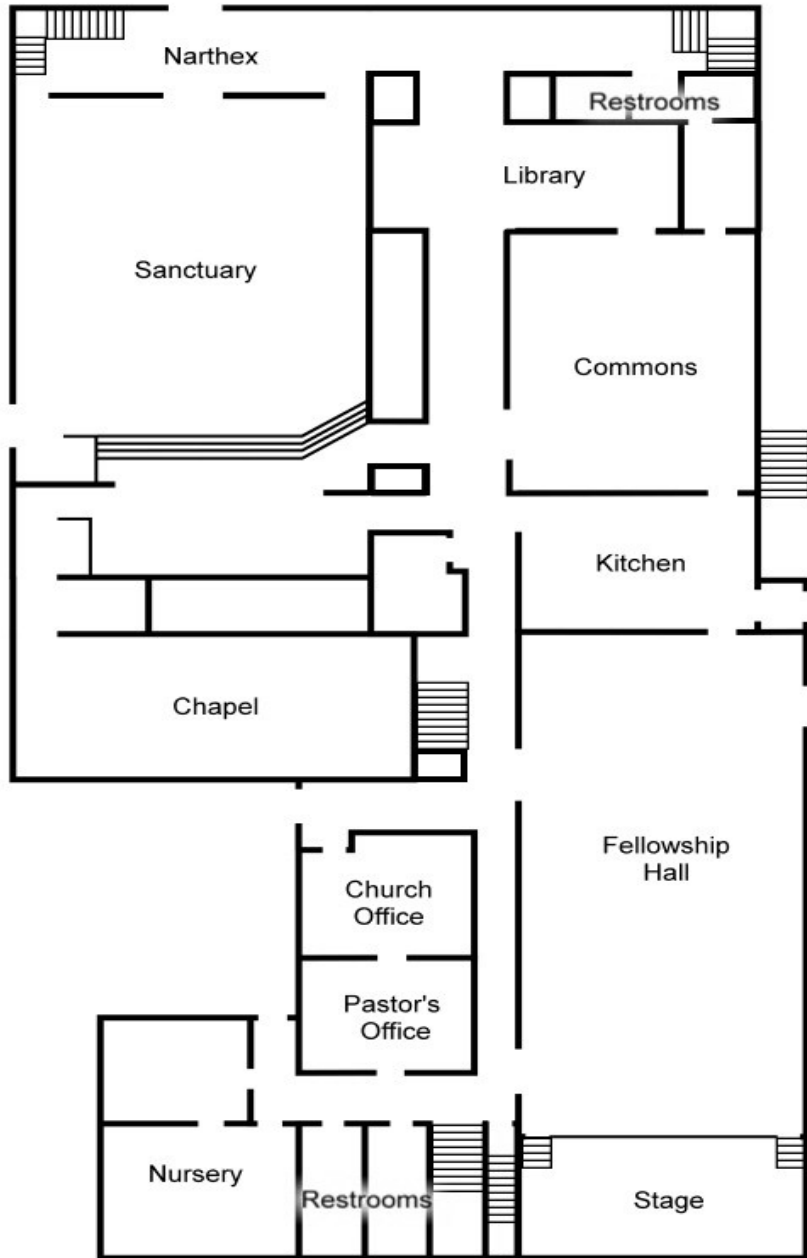 Narthex
Restrooms
Library
Sanctuary
Commons
Kitchen
Chapel
Fellowship
Hall
Church
Office
Pastor's
Office
Nursery
Restrooms
Stage